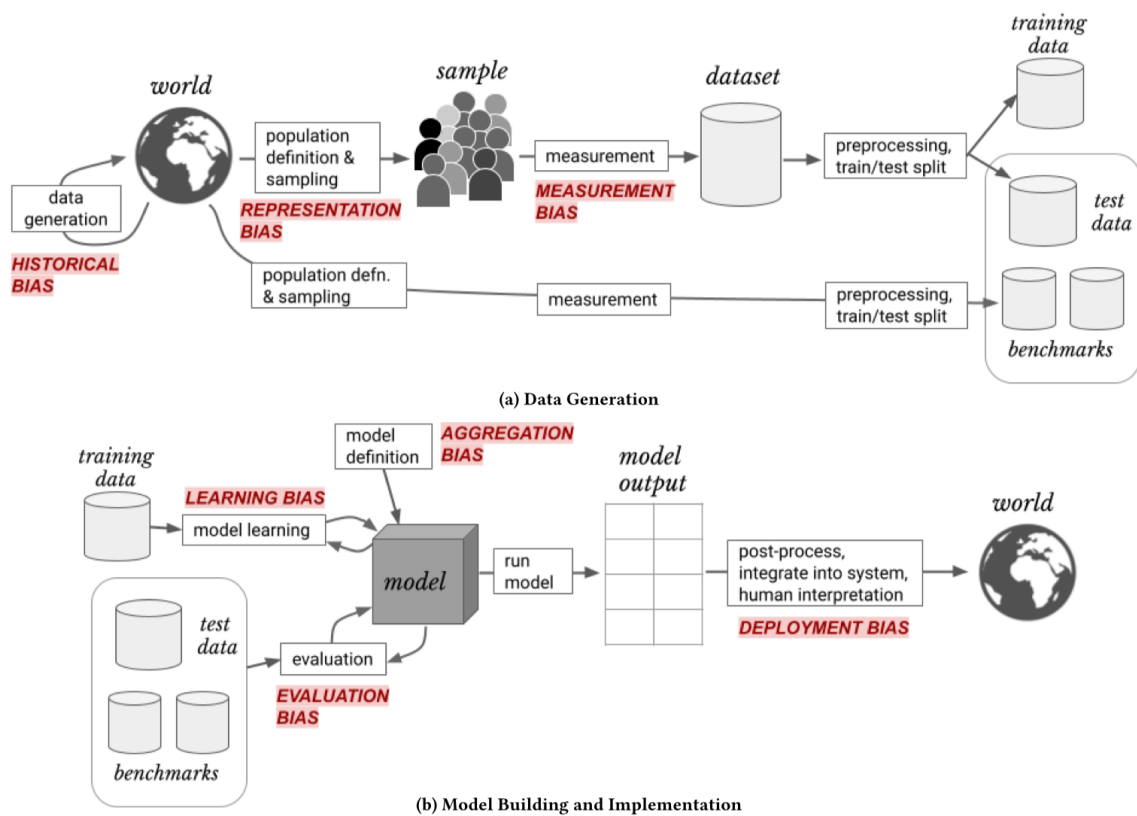 training
data
sample
dataset
world
population
definition &
sampling
measurement
preprocessing,
train/test split
data
generation
REPRESENTATION
BIAS
MEASUREMENT
BIAS
test
data
HISTORICAL
BIAS
population defn.
& sampling
measurement
preprocessing,
train/test split
benchmarks
(a) Data Generation
model
definition
AGGREGATION
BIAS
training
data
LEARNING BIAS
model learning
model
output
world
model
run
model
post-process,
integrate into system,
human interpretation
DEPLOYMENT BIAS
test
data
evaluation
EVALUATION
BIAS
benchmarks
(b) Model Building and Implementation